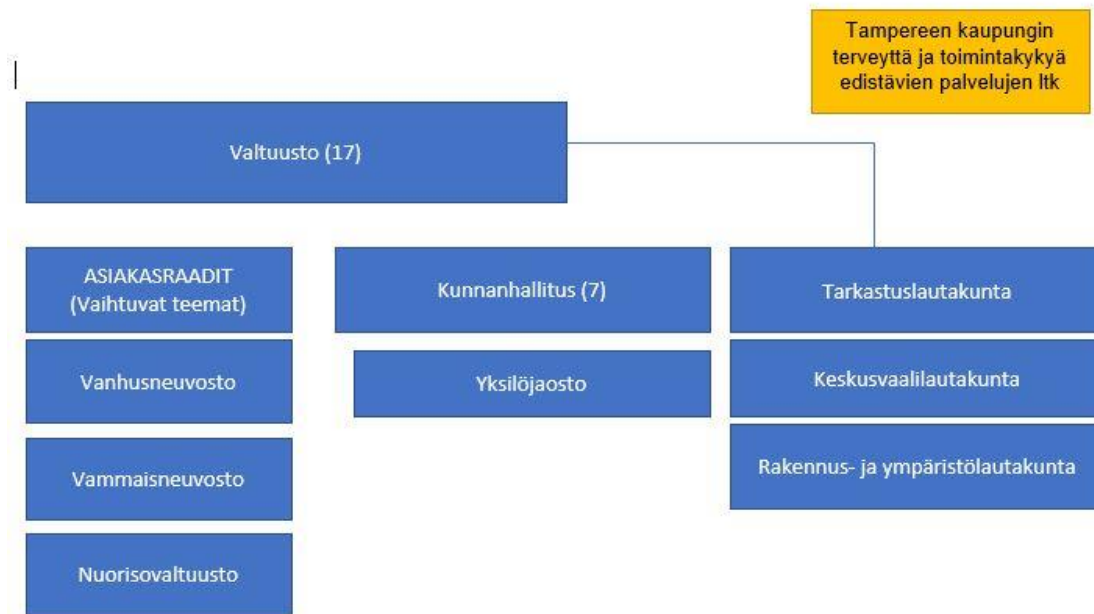 Tampereen kaupungin
terveyttä ja toimintakykyä
edistävien palvelujen ltk
Valtuusto (17)
ASIAKASRAADIT
(Vaihtuvat teemat)
Kunnanhallitus (7)
Tarkastuslautakunta
Vanhusneuvosto
Yksilöjaosto
Keskusvaalilautakunta
Vammaisneuvosto
Rakennus- ja ympäristölautakunta
Nuorisovaltuusto